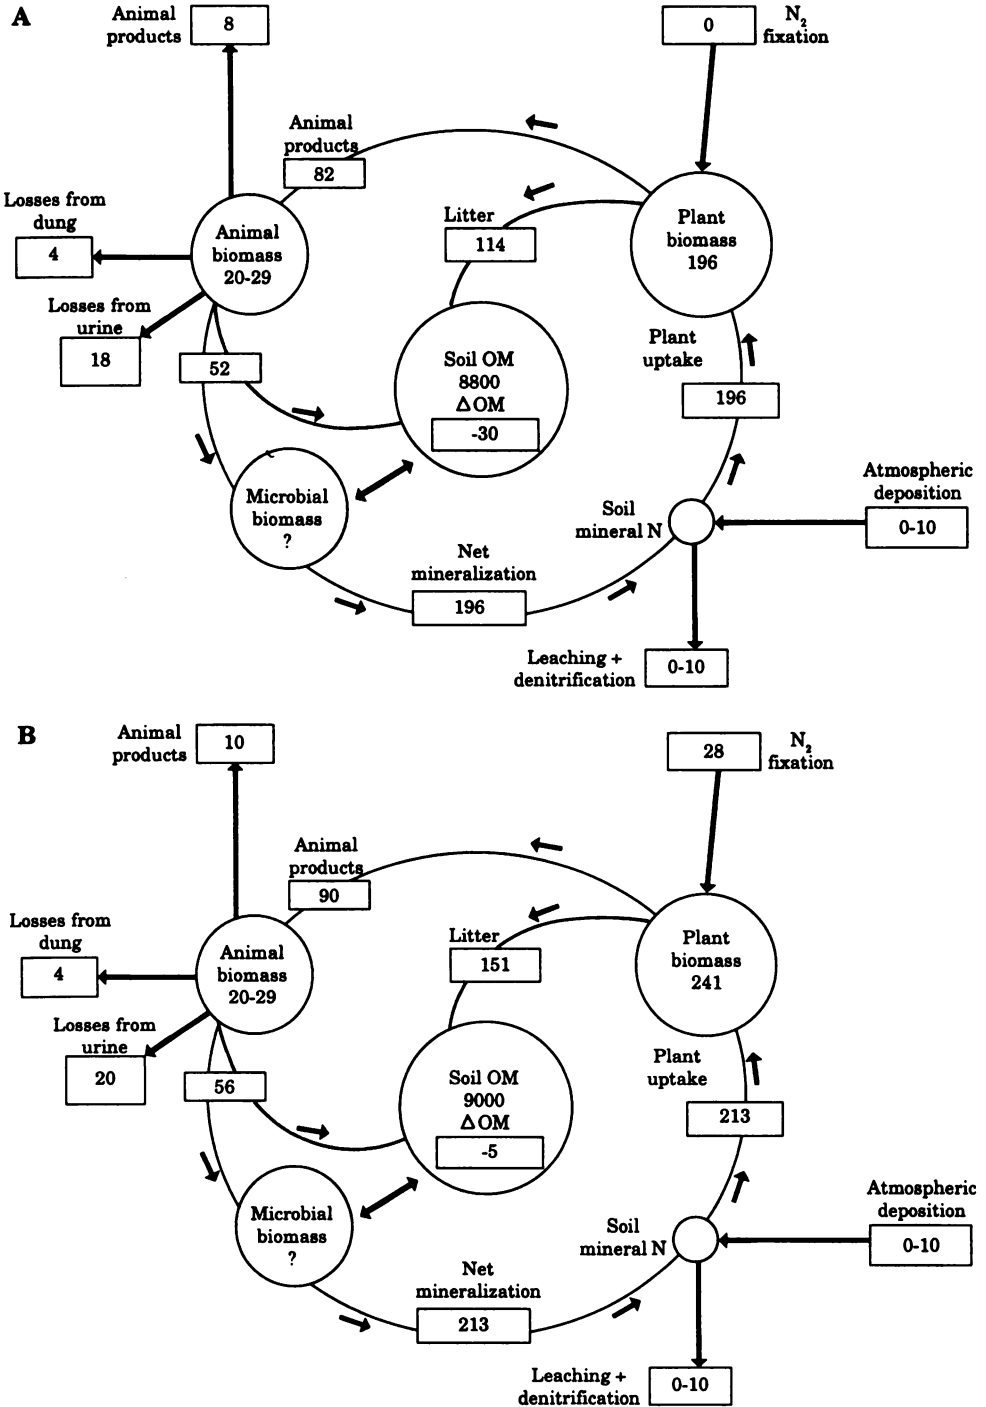 A
Animal
products
8
0
N2
fixation
Animal
products
82
Losses from
dung
4
Animal
biomass
20-29
Litter
114
Plant
biomass
196
Losses from
urine
18
52
Soil OM
8800
Δ OM
-30
Plant
uptake
196
Microbial
biomass
?
Soil
mineral N
Atmospheric
deposition
0-10
Net
mineralization
196
Leaching +
denitrification
0-10
B
Animal
products
10
28
N2
fixation
Animal
products
90
Losses from
dung
4
Animal
biomass
20-29
Litter
151
Plant
biomass
241
Losses from
urine
20
56
Soil OM
9000
Δ OM
-5
Plant
uptake
213
Microbial
biomass
?
Soil
mineral N
Atmospheric
deposition
0-10
Net
mineralization
213
Leaching +
denitrification
0-10